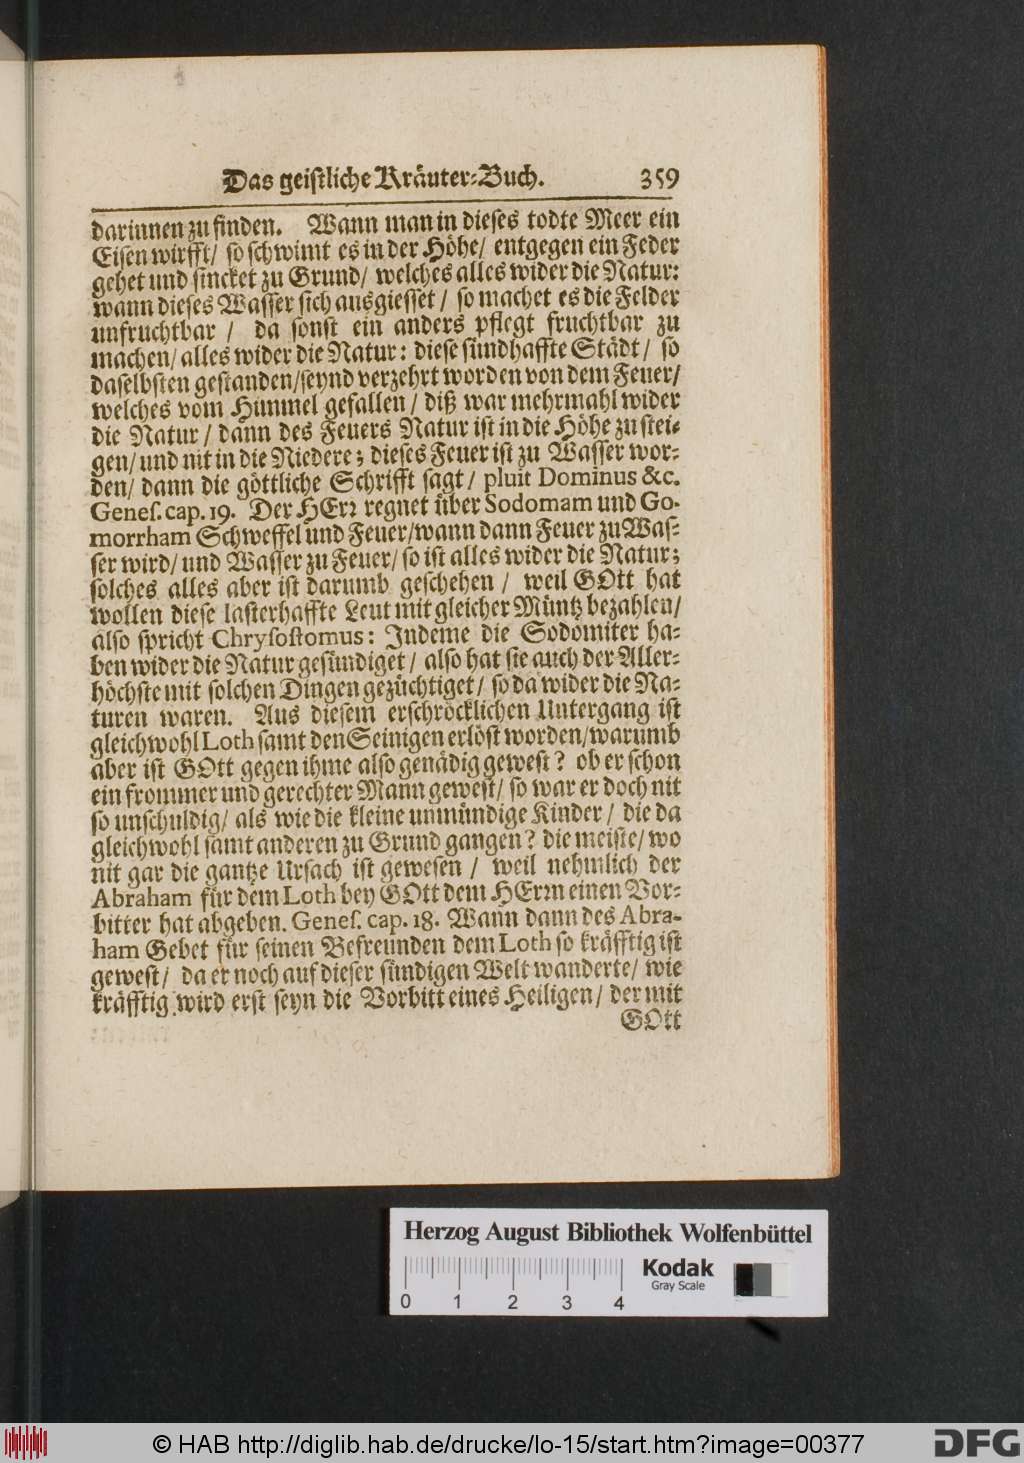 Das geistliche Kräuter-Buch. 359
darinnen zu finden. Wann man in dieses todte Meer ein
Eisen wirfft/ so schwimt es in der Höhe/ entgegen ein Feder
gehet und sincket zu Grund/ welches alles wider die Natur:
wann dieses Wasser sich ausgiesset / so machet es die Felder
unfruchtbar / da sonst ein anders pflegt fruchtbar zu
machen/ alles wider die Natur: diese sündhaffte Städt/ so
daselbsten gestanden/seynd verzehrt worden von dem Feuer/
welches vom Himmel gefallen / diß war mehrmahl wider
die Natur / dann des Feuers Natur ist in die Höhe zu stei-
gen/ und nit in die Niedere; dieses Feuer ist zu Wasser wor-
den/ dann die göttliche Schrifft sagt/ pluit Dominus &c.
Genes. cap. 19. Der HErr regnet über Sodomam und Go-
morrham Schweffel und Feuer/wann dann Feuer zu Was-
ser wird/ und Wasser zu Feuer/ so ist alles wider die Natur;
solches alles aber ist darumb geschehen / weil GOtt hat
wollen diese lasterhaffte Leut mit gleicher Müntz bezahlen/
also spricht Chrysostomus: Indeme die Sodomiter ha-
ben wider die Natur gesündiget / also hat sie auch der Aller-
höchste mit solchen Dingen gezüchtiget/ so da wider die Na-
turen waren. Aus diesem erschröcklichen Untergang ist
gleichwohl Loth samt den Seinigen erlöst worden/warumb
aber ist GOtt gegen ihme also genädig gewest? ob er schon
ein frommer und gerechter Mann gewest/ so war er doch nit
so unschuldig/ als wie die kleine unmündige Kinder / die da
gleichwohl samt anderen zu Grund gangen? die meiste/ wo
nit gar die gantze Ursach ist gewesen / weil nehmlich der
Abraham für dem Loth bey GOtt dem HErrn einen Vor-
bitter hat abgeben. Genes. cap. 18. Wann dann des Abra-
ham Gebet für seinen Befreunden dem Loth so kräfftig ist
gewest/ da er noch auf dieser sündigen Welt wanderte/ wie
kräfftig wird erst seyn die Vorbitt eines Heiligen/ der mit
GOtt
Herzog August Bibliothek Wolfenbüttel
Kodak
Gray Scale
0 1 2 3 4
© HAB http://diglib.hab.de/drucke/lo-15/start.htm?image=00377
DFG